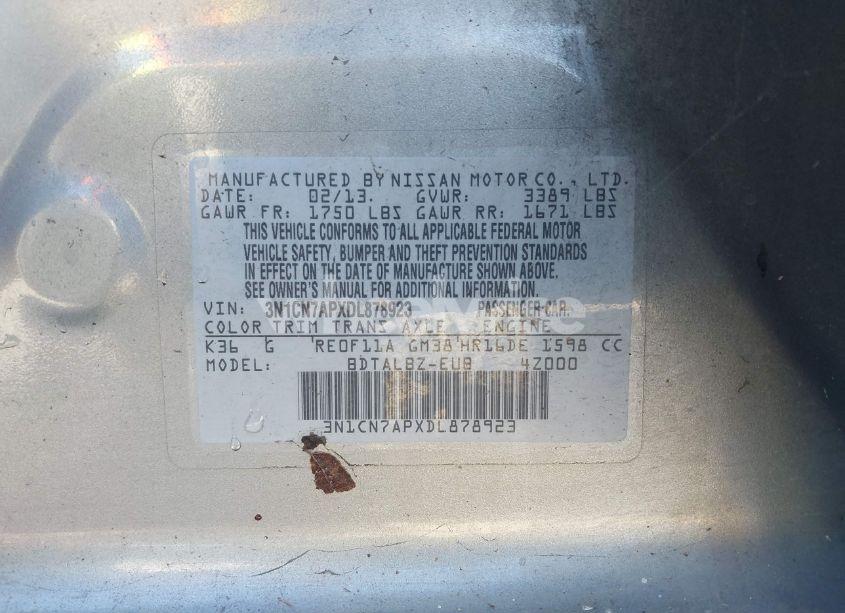 MANUFACTURED BY NISSAN MOTOR CO., LTD.
DATE: 02/13. GVWR: 3389 LBS
GAWR FR: 1750 LBS GAWR RR: 1671 LBS
THIS VEHICLE CONFORMS TO ALL APPLICABLE FEDERAL MOTOR
VEHICLE SAFETY, BUMPER AND THEFT PREVENTION STANDARDS
IN EFFECT ON THE DATE OF MANUFACTURE SHOWN ABOVE.
SEE OWNER'S MANUAL FOR ADDITIONAL INFORMATION.
VIN: 3N1CN7APXDL878923 PASSENGER CAR.
COLOR TRIM TRANS AXLE ENGINE
K36 G RE0F11A GM38 HR16DE 1598 CC
MODEL: BDTALBZ-EUB 4Z000
3N1CN7APXDL878923